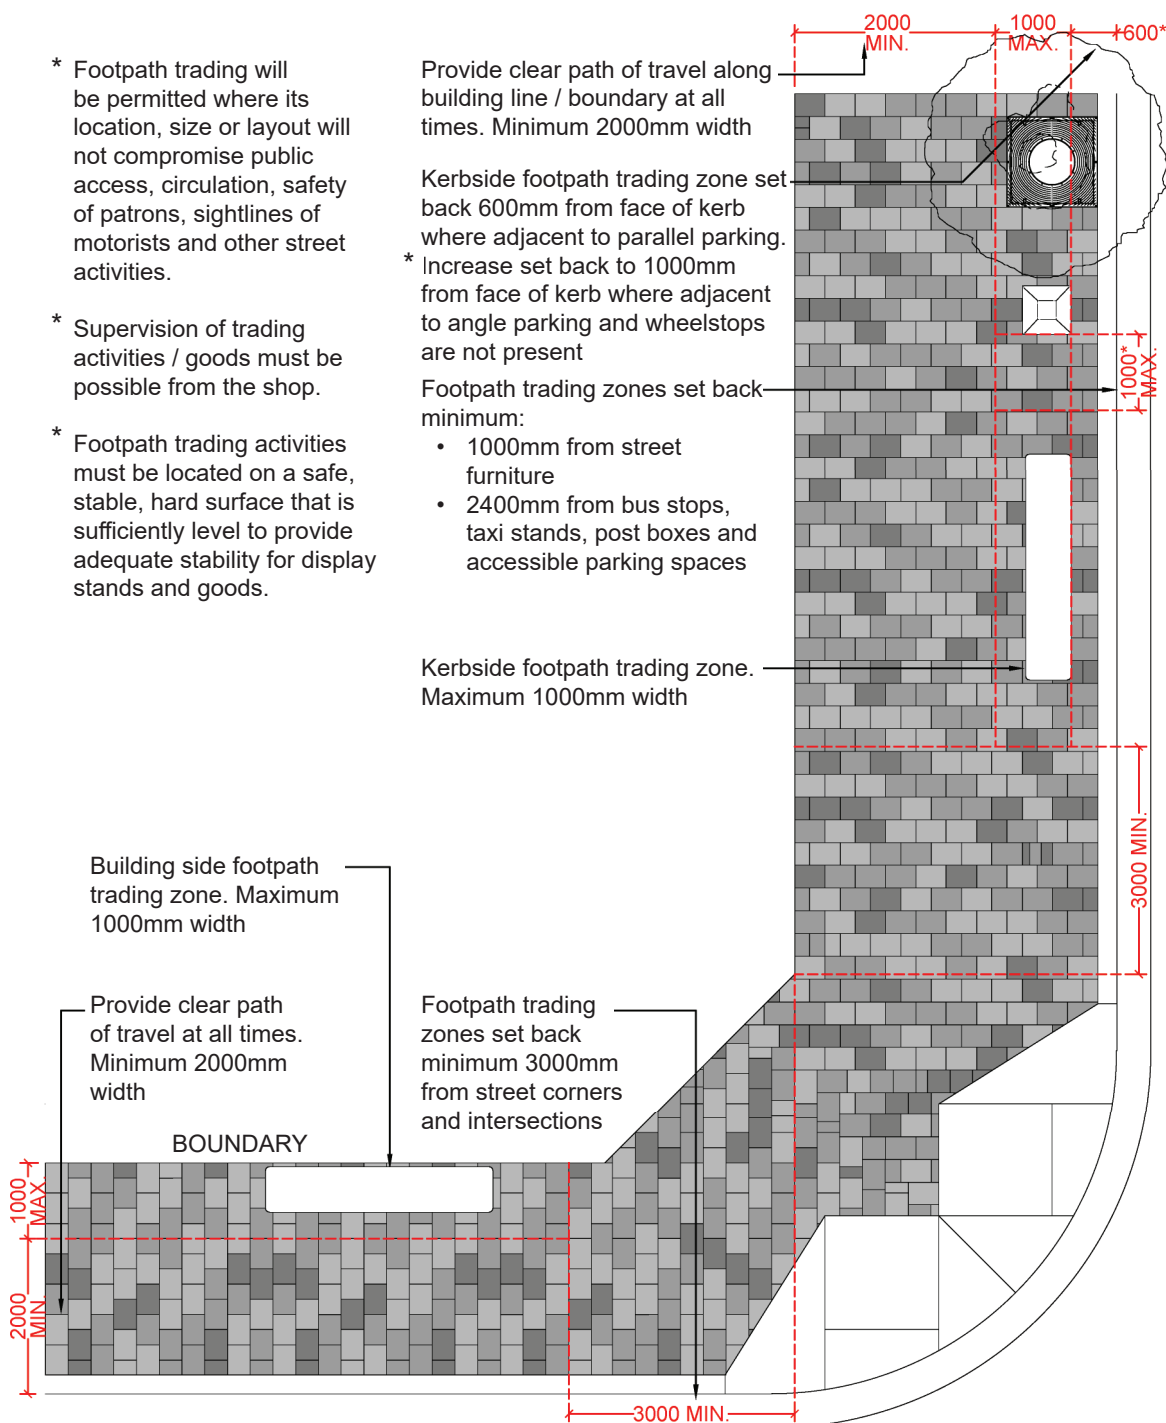 * Footpath trading will
be permitted where its
location, size or layout will
not compromise public
access, circulation, safety
of patrons, sightlines of
motorists and other street
activities.
* Supervision of trading
activities / goods must be
possible from the shop.
* Footpath trading activities
must be located on a safe,
stable, hard surface that is
sufficiently level to provide
adequate stability for display
stands and goods.
Provide clear path of travel along
building line / boundary at all
times. Minimum 2000mm width
Kerbside footpath trading zone set
back 600mm from face of kerb
where adjacent to parallel parking.
* Increase set back to 1000mm
from face of kerb where adjacent
to angle parking and wheelstops
are not present
Footpath trading zones set back
minimum:
• 1000mm from street
furniture
• 2400mm from bus stops,
taxi stands, post boxes and
accessible parking spaces
Kerbside footpath trading zone.
Maximum 1000mm width
2000
MIN.
1000
MAX.
600*
1000*
MAX.
3000 MIN.
Building side footpath
trading zone. Maximum
1000mm width
Provide clear path
of travel at all times.
Minimum 2000mm
width
Footpath trading
zones set back
minimum 3000mm
from street corners
and intersections
BOUNDARY
1000
MAX.
2000
MIN.
3000 MIN.